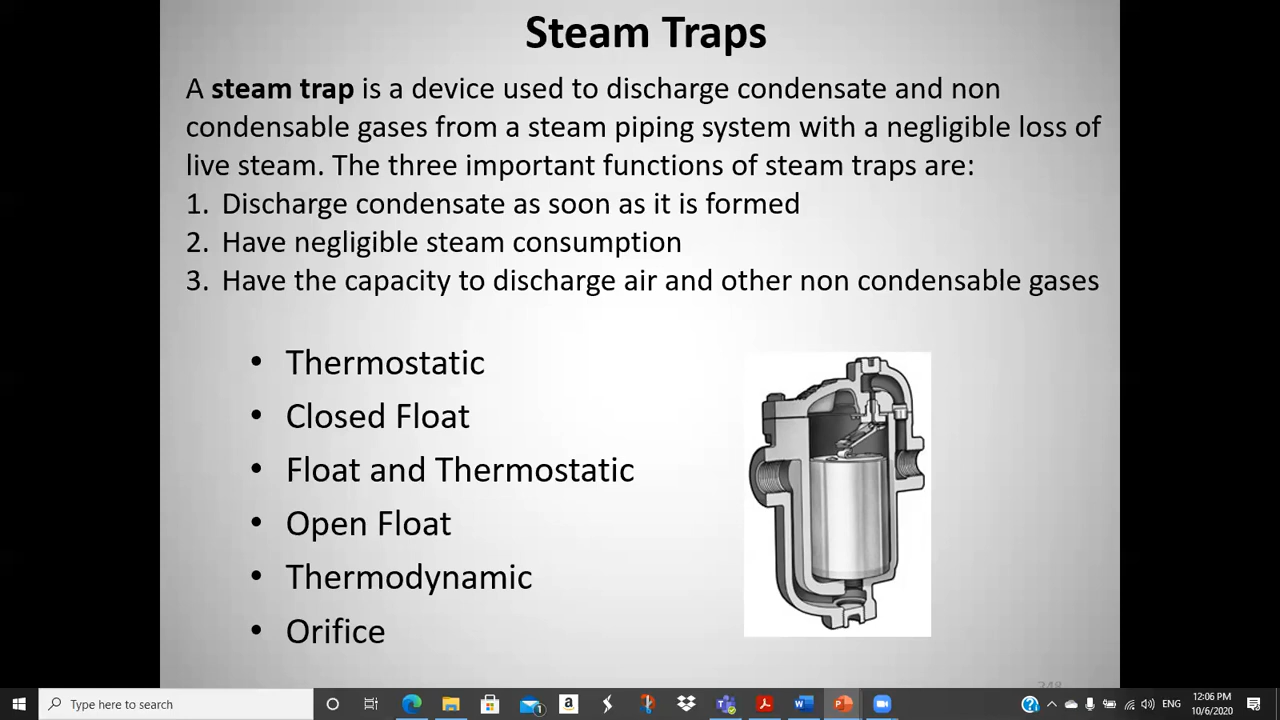 Steam Traps
A steam trap is a device used to discharge condensate and non
condensable gases from a steam piping system with a negligible loss of
live steam. The three important functions of steam traps are:
1. Discharge condensate as soon as it is formed
2. Have negligible steam consumption
3. Have the capacity to discharge air and other non condensable gases
• Thermostatic
• Closed Float
• Float and Thermostatic
• Open Float
• Thermodynamic
• Orifice
Type here to search
ENG
12:06 PM
10/6/2020